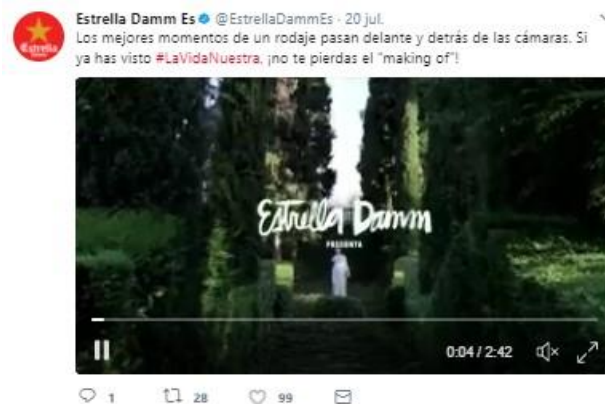 Estrella Damm Es @EstrellaDammEs · 20 jul.
Los mejores momentos de un rodaje pasan delante y detrás de las cámaras. Si
ya has visto #LaVidaNuestra, ¡no te pierdas el "making of"!
Estrella
Estrella Damm
PRESENTA
0:04 / 2:42
1 28 99